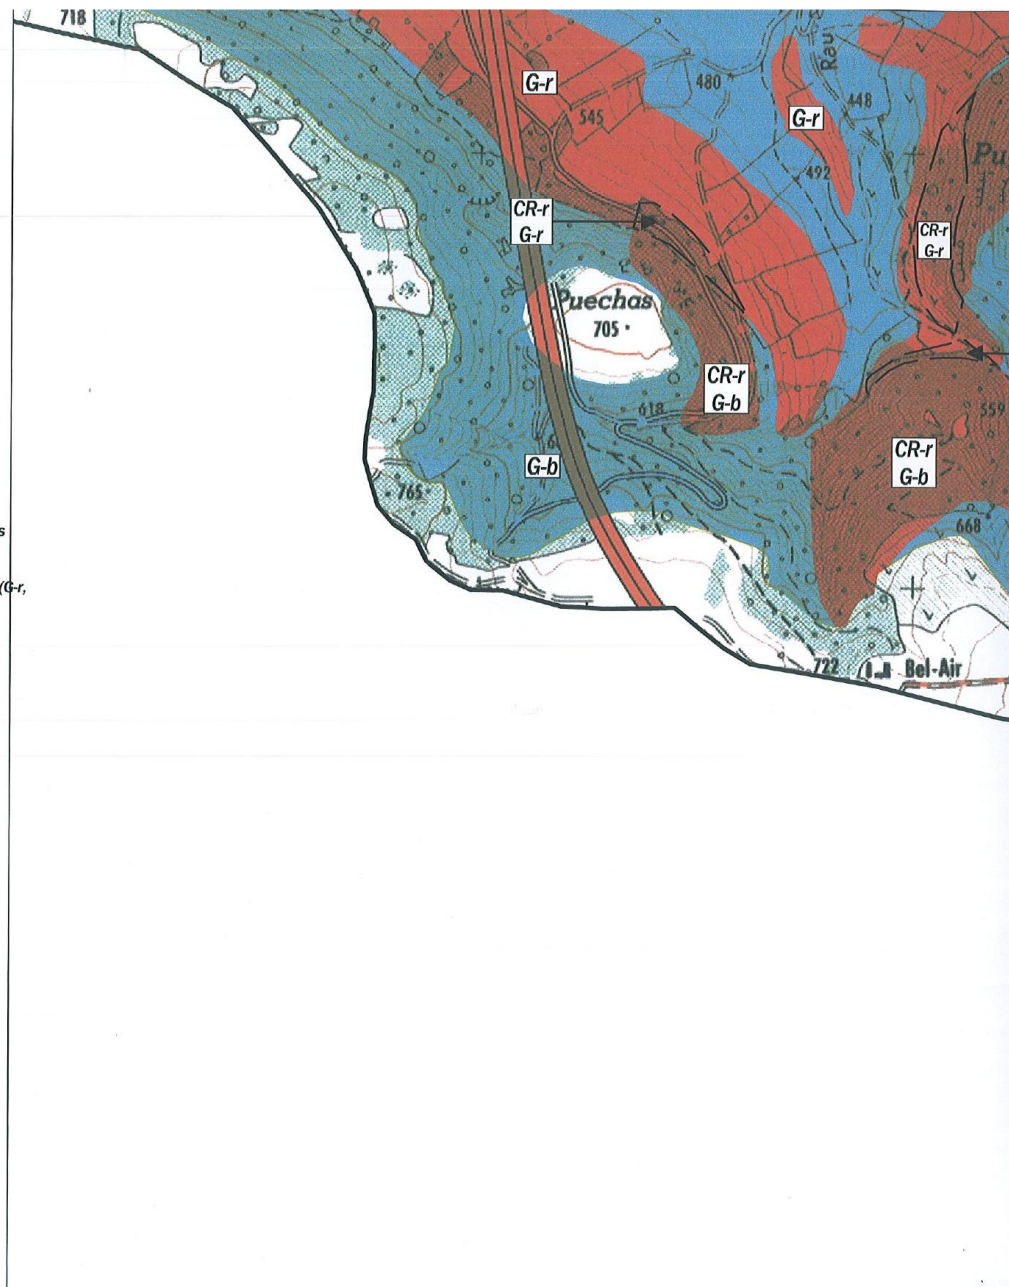 718
G-r
480
Rau
448
545
G-r
492
Pu
CR-r
G-r
CR-r
G-r
Puechas
705
CR-r
G-b
618
559
CR-r
G-b
G-b
765
s
668
(G-r,
722
Bel-Air